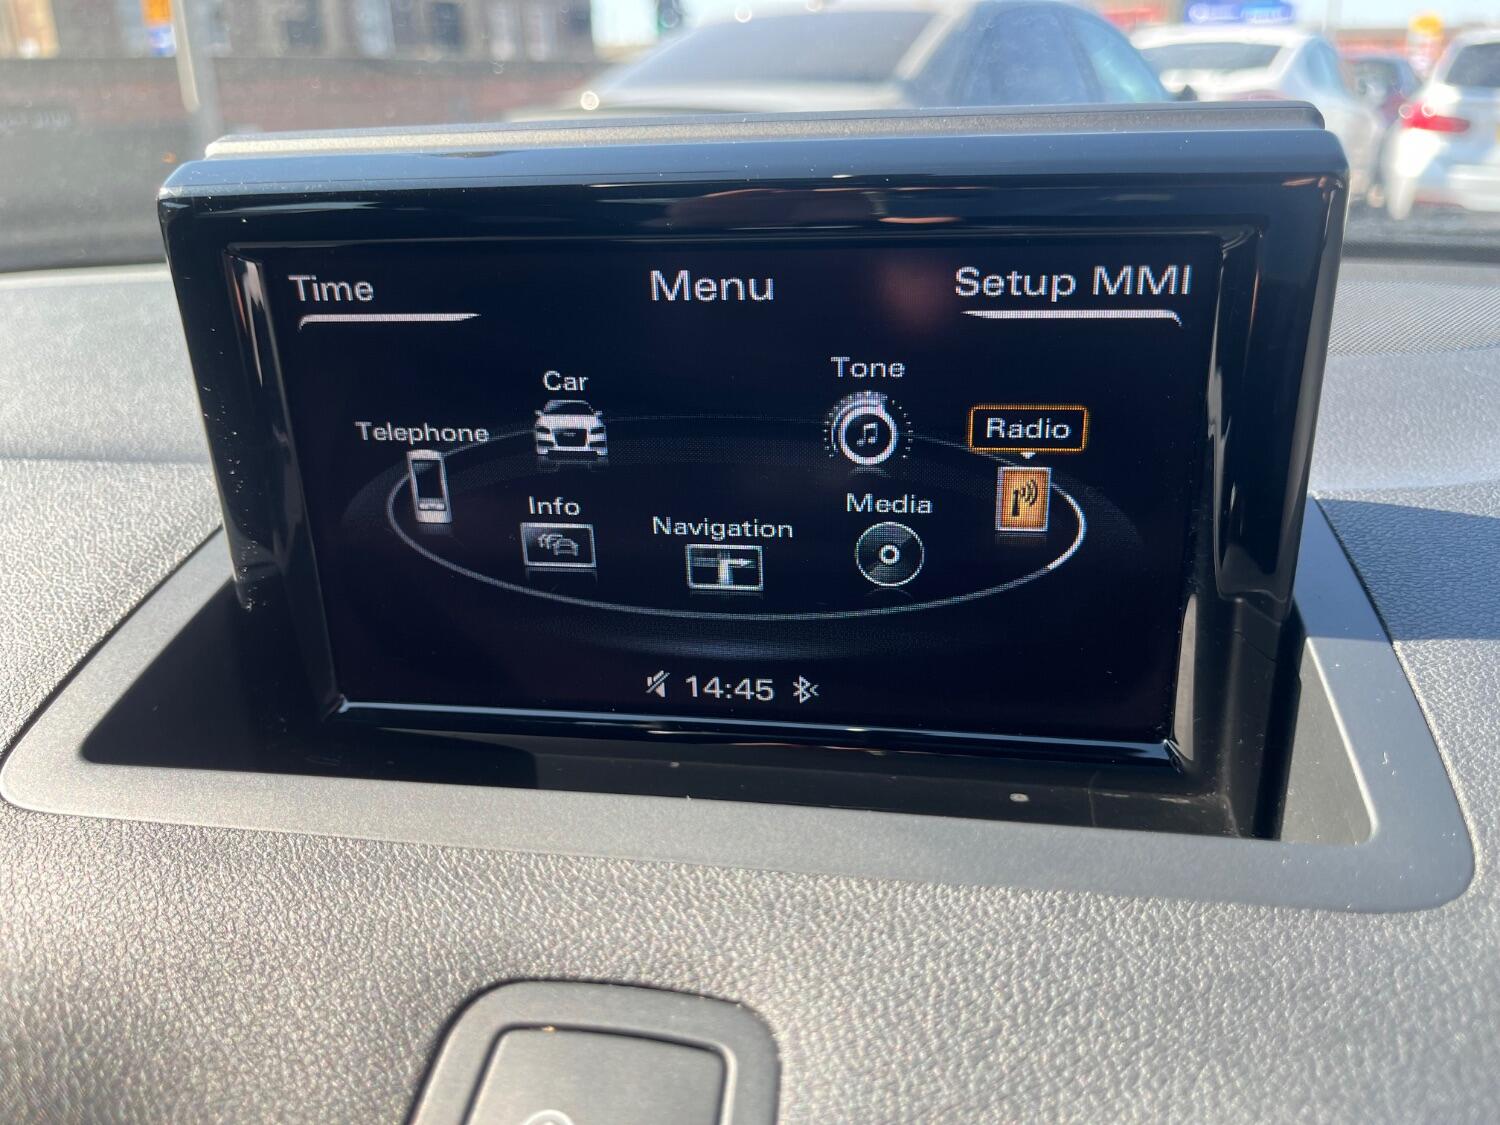 Time Menu Setup MMI
Car Tone
Telephone Radio
Info Navigation Media
14:45